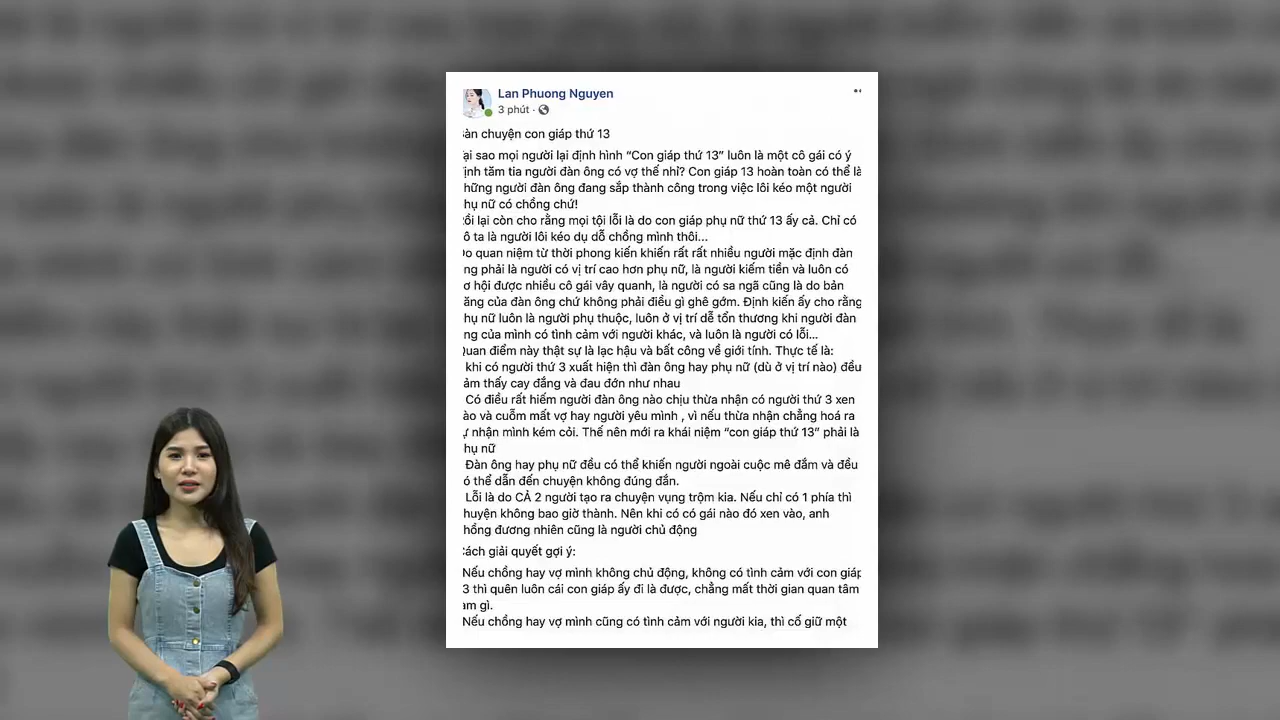 Lan Phuong Nguyen
3 phút ·
àn chuyện con giáp thứ 13
ại sao mọi người lại định hình “Con giáp thứ 13” luôn là một cô gái có ý
ịnh tăm tia người đàn ông có vợ thế nhỉ? Con giáp 13 hoàn toàn có thể là
hững người đàn ông đang sắp thành công trong việc lôi kéo một người
hụ nữ có chồng chứ!
ồi lại còn cho rằng mọi tội lỗi là do con giáp phụ nữ thứ 13 ấy cả. Chỉ có
ô ta là người lôi kéo dụ dỗ chồng mình thôi...
o quan niệm từ thời phong kiến khiến rất rất nhiều người mặc định đàn
ng phải là người có vị trí cao hơn phụ nữ, là người kiếm tiền và luôn có
ơ hội được nhiều cô gái vây quanh, là người có sa ngã cũng là do bản
ăng của đàn ông chứ không phải điều gì ghê gớm. Định kiến ấy cho rằng
hụ nữ luôn là người phụ thuộc, luôn ở vị trí dễ tổn thương khi người đàn
ng của mình có tình cảm với người khác, và luôn là người có lỗi...
Quan điểm này thật sự là lạc hậu và bất công về giới tính. Thực tế là:
khi có người thứ 3 xuất hiện thì đàn ông hay phụ nữ (dù ở vị trí nào) đều
ảm thấy cay đắng và đau đớn như nhau
Có điều rất hiếm người đàn ông nào chịu thừa nhận có người thứ 3 xen
ào và cuỗm mất vợ hay người yêu mình , vì nếu thừa nhận chẳng hoá ra
ự nhận mình kém cỏi. Thế nên mới ra khái niệm “con giáp thứ 13” phải là
hụ nữ
Đàn ông hay phụ nữ đều có thể khiến người ngoài cuộc mê đắm và đều
ó thể dẫn đến chuyện không đúng đắn.
Lỗi là do CẢ 2 người tạo ra chuyện vụng trộm kia. Nếu chỉ có 1 phía thì
huyện không bao giờ thành. Nên khi có có gái nào đó xen vào, anh
hồng đương nhiên cũng là người chủ động
Cách giải quyết gợi ý:
Nếu chồng hay vợ mình không chủ động, không có tình cảm với con giáp
3 thì quên luôn cái con giáp ấy đi là được, chẳng mất thời gian quan tâm
àm gì.
Nếu chồng hay vợ mình cũng có tình cảm với người kia, thì cố giữ một